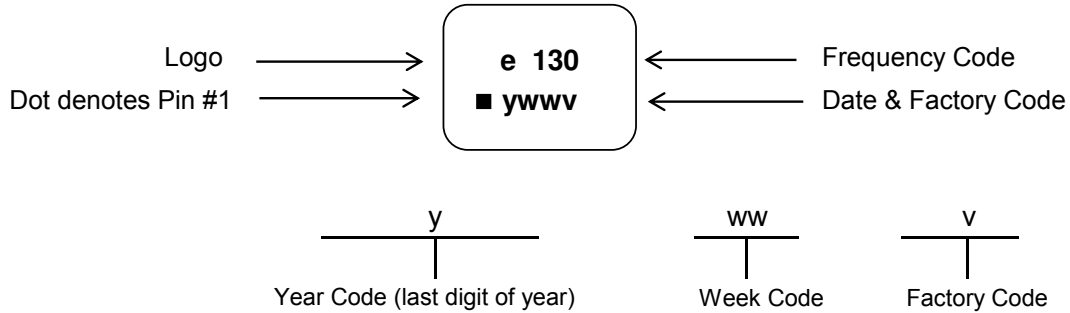 Logo e 130 Frequency Code
Dot denotes Pin #1 ■ ywwv Date & Factory Code
y ww v
Year Code (last digit of year) Week Code Factory Code